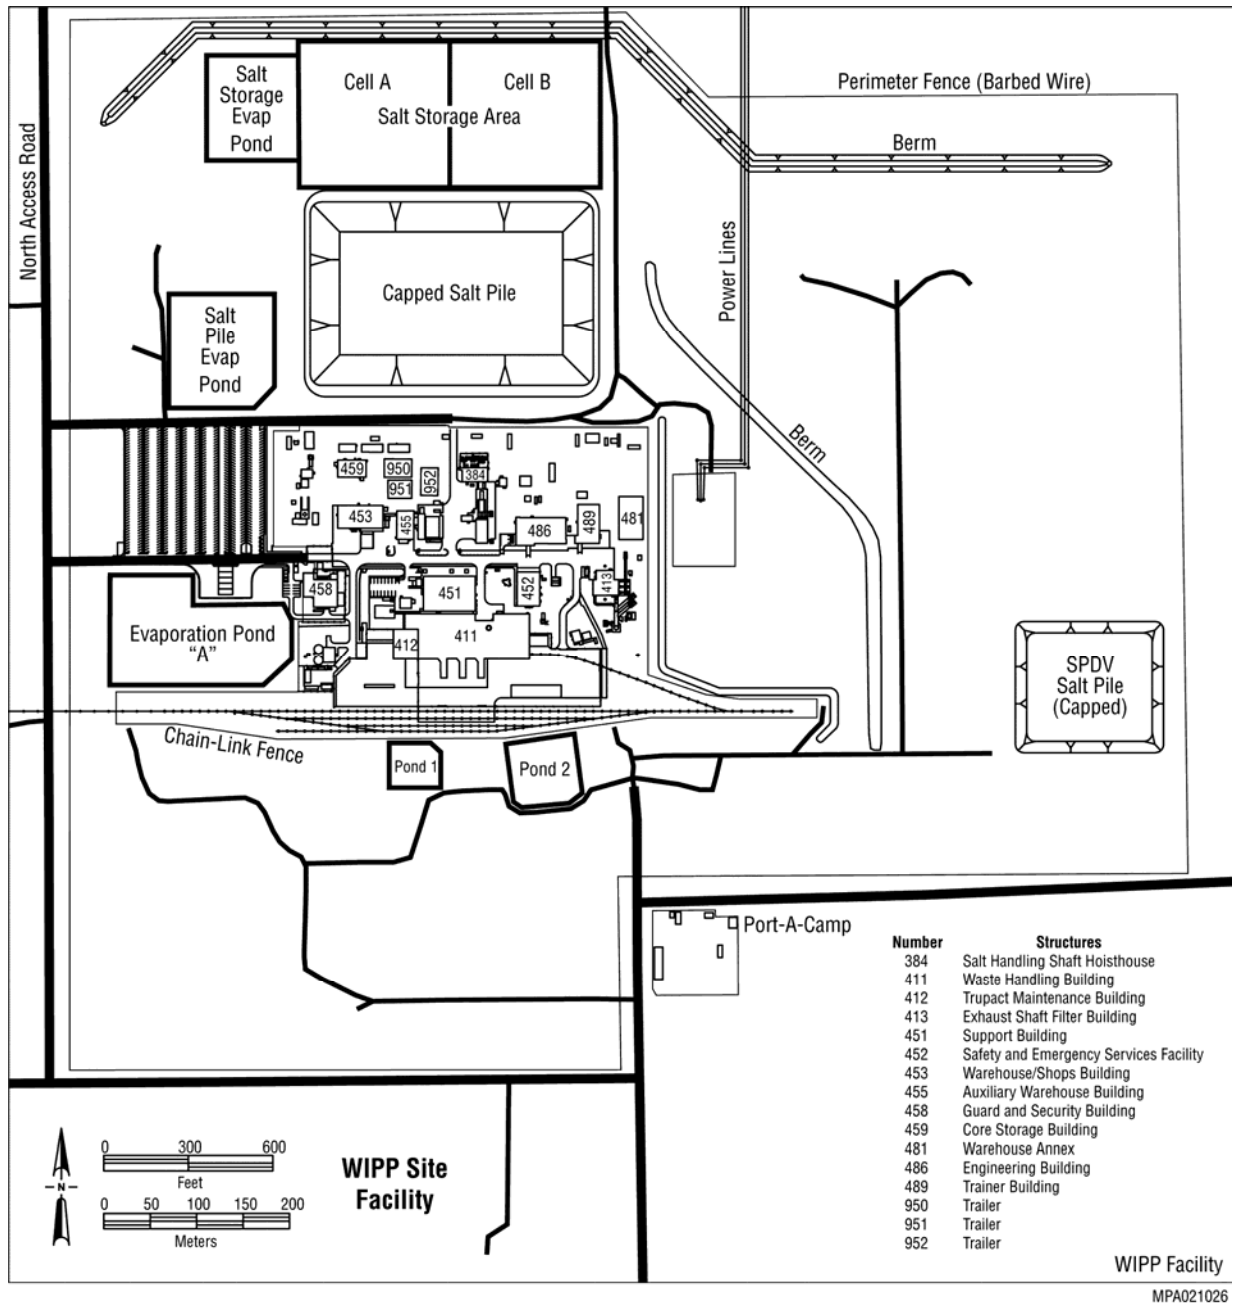 North Access Road
Salt
Storage
Evap
Pond
Cell A
Cell B
Salt Storage Area
Perimeter Fence (Barbed Wire)
Berm
Power Lines
Capped Salt Pile
Salt
Pile
Evap
Pond
Berm
459
950
951
952
384
453
455
486
489
481
458
451
452
413
412
411
Evaporation Pond
“A”
SPDV
Salt Pile
(Capped)
Chain-Link Fence
Pond 1
Pond 2
Port-A-Camp
Number Structures
384 Salt Handling Shaft Hoisthouse
411 Waste Handling Building
412 Trupact Maintenance Building
413 Exhaust Shaft Filter Building
451 Support Building
452 Safety and Emergency Services Facility
453 Warehouse/Shops Building
455 Auxiliary Warehouse Building
458 Guard and Security Building
459 Core Storage Building
481 Warehouse Annex
486 Engineering Building
489 Trainer Building
950 Trailer
951 Trailer
952 Trailer
N
0 300 600
Feet
0 50 100 150 200
Meters
WIPP Site
Facility
WIPP Facility
MPA021026